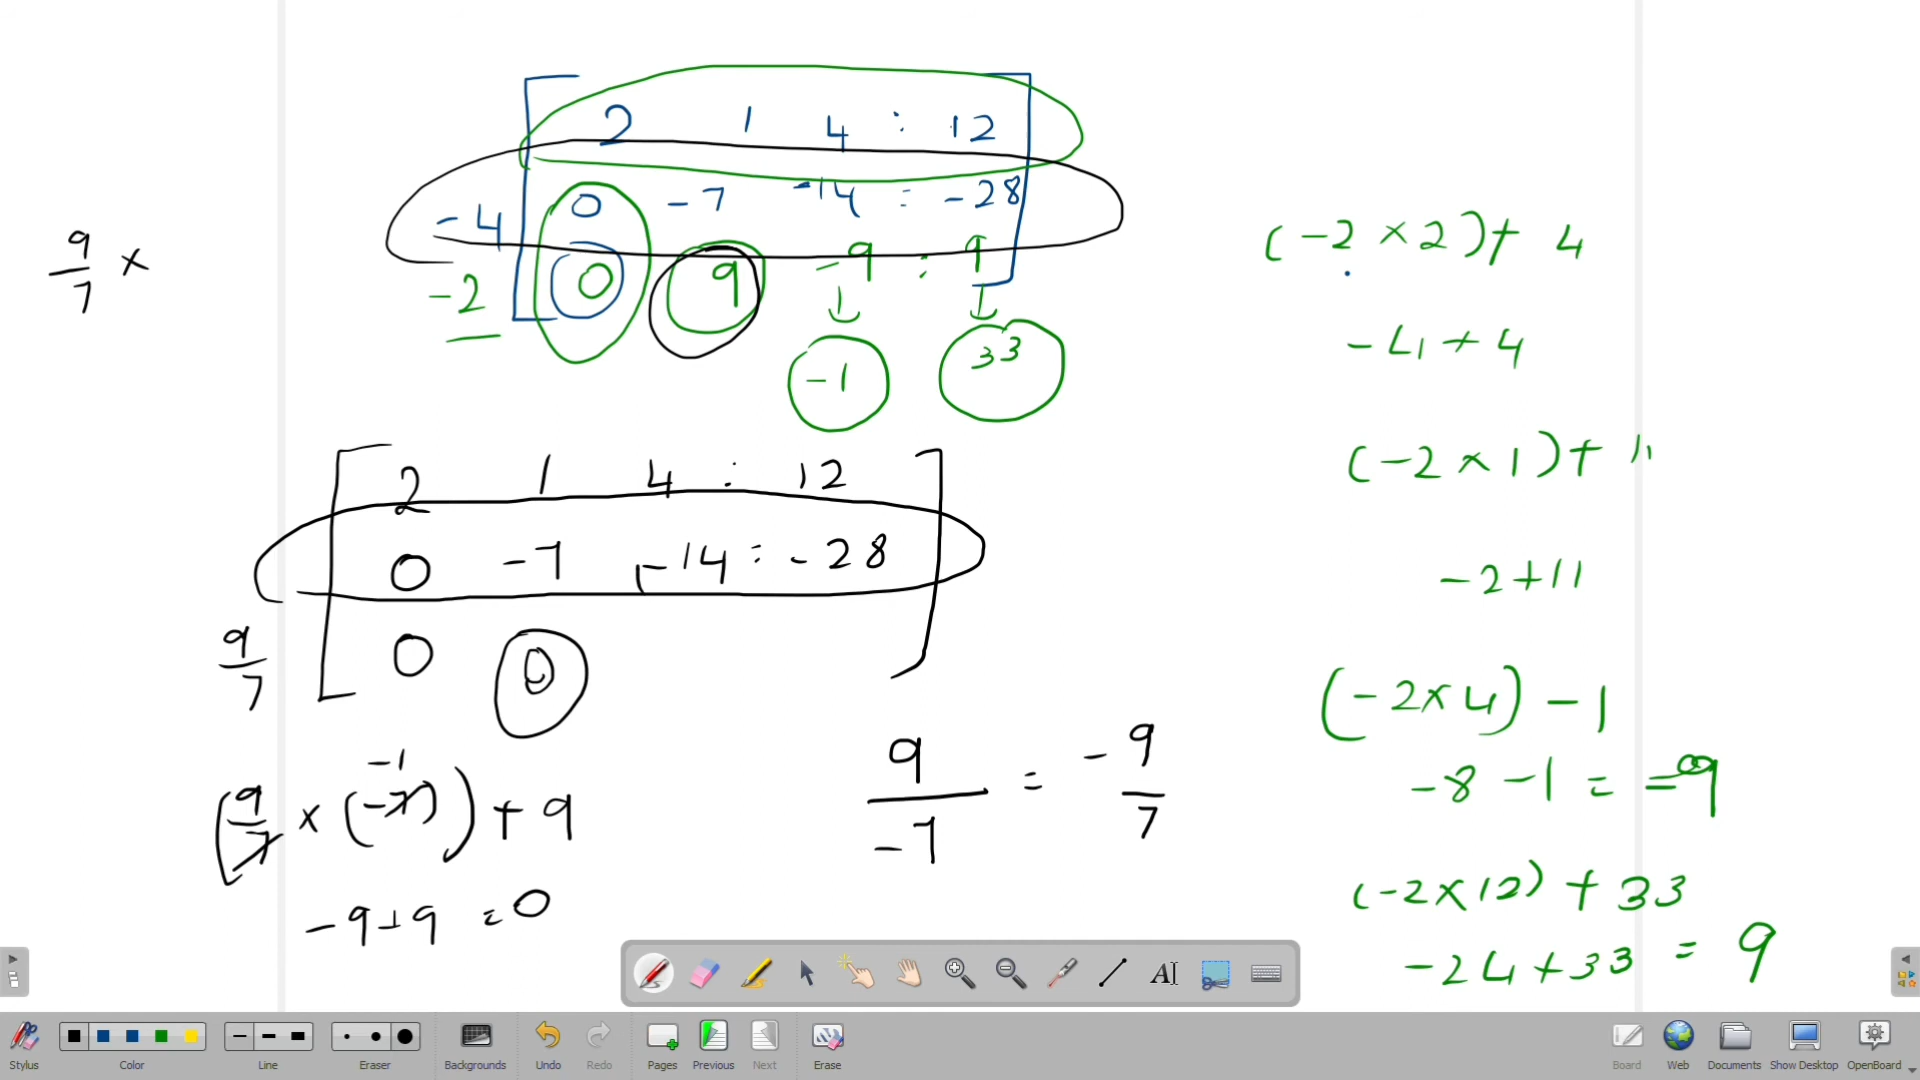 2 1 4 : 12
-4 0 -7 -14 : -28
-2 0 9 -9 : 9
-1 33
9/7 ×
2 1 4 : 12
0 -7 -14 : -28
9/7 0 0
(9/7 × (-7)) + 9
-1
-9+9 = 0
9/-7 = -9/7
(-2 × 2) + 4
-4 + 4
(-2 × 1) + 11
-2 + 11
(-2×4) - 1
-8 - 1 = -9
(-2×12) + 33
-24 + 33 = 9
AI
Stylus Color Line Eraser Backgrounds Undo Redo Pages Previous Next Erase Board Web Documents Show Desktop OpenBoard